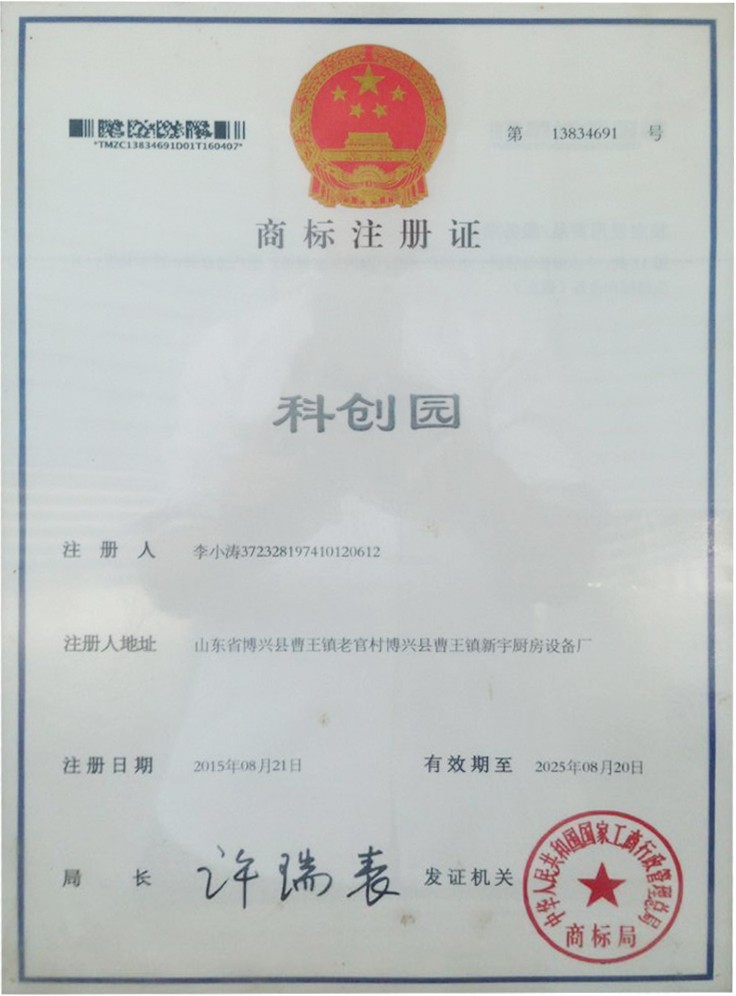 第 13834691 号
*TMZC13834691D01T160407*
商标注册证
科创园
注册人 李小涛372328197410120612
注册人地址 山东省博兴县曹王镇老官村博兴县曹王镇新宇厨房设备厂
注册日期 2015年08月21日 有效期至 2025年08月20日
局长 许瑞表 发证机关
中华人民共和国国家工商行政管理总局
商标局